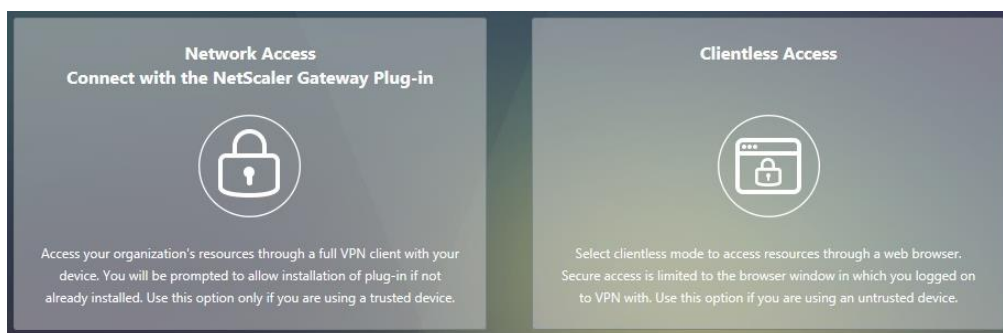 Network Access
Connect with the NetScaler Gateway Plug-in
Access your organization's resources through a full VPN client with your
device. You will be prompted to allow installation of plug-in if not
already installed. Use this option only if you are using a trusted device.
Clientless Access
Select clientless mode to access resources through a web browser.
Secure access is limited to the browser window in which you logged on
to VPN with. Use this option if you are using an untrusted device.